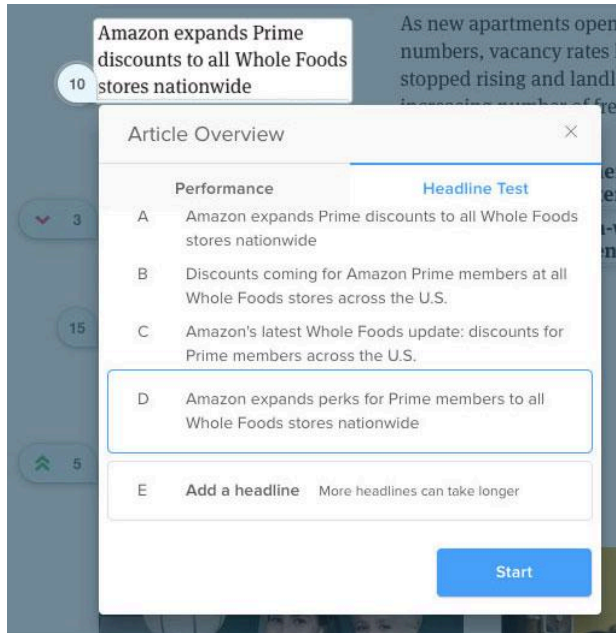 Amazon expands Prime
discounts to all Whole Foods
stores nationwide
10
As new apartments open
numbers, vacancy rates
stopped rising and landl
increasing number of fre
Article Overview
Performance
Headline Test
A Amazon expands Prime discounts to all Whole Foods
stores nationwide
3
B Discounts coming for Amazon Prime members at all
Whole Foods stores across the U.S.
15
C Amazon's latest Whole Foods update: discounts for
Prime members across the U.S.
D Amazon expands perks for Prime members to all
Whole Foods stores nationwide
5
E Add a headline More headlines can take longer
Start